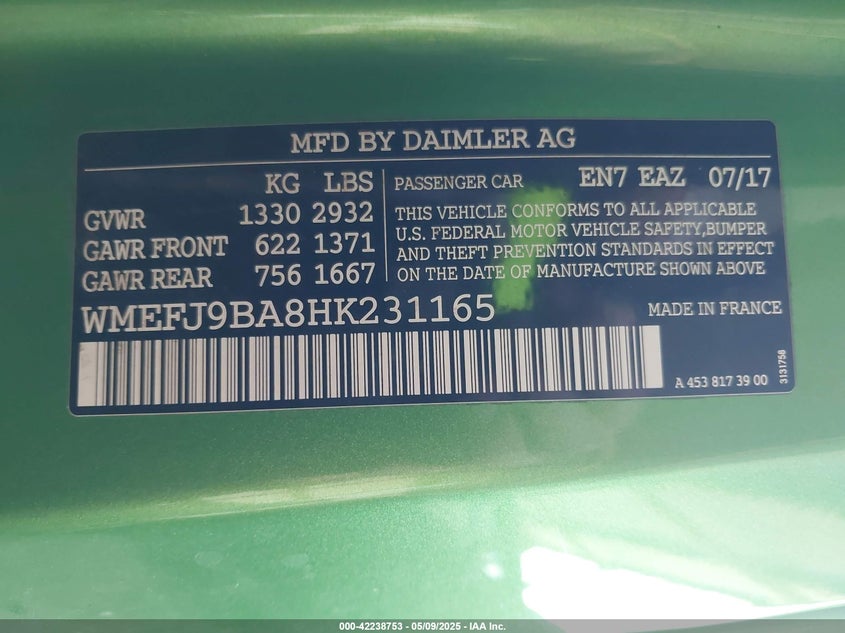 MFD BY DAIMLER AG
KG LBS
GVWR 1330 2932
GAWR FRONT 622 1371
GAWR REAR 756 1667
PASSENGER CAR EN7 EAZ 07/17
THIS VEHICLE CONFORMS TO ALL APPLICABLE
U.S. FEDERAL MOTOR VEHICLE SAFETY,BUMPER
AND THEFT PREVENTION STANDARDS IN EFFECT
ON THE DATE OF MANUFACTURE SHOWN ABOVE
WMEFJ9BA8HK231165
MADE IN FRANCE
A 453 817 39 00
3131756
000-42238753 - 05/09/2025 - IAA Inc.